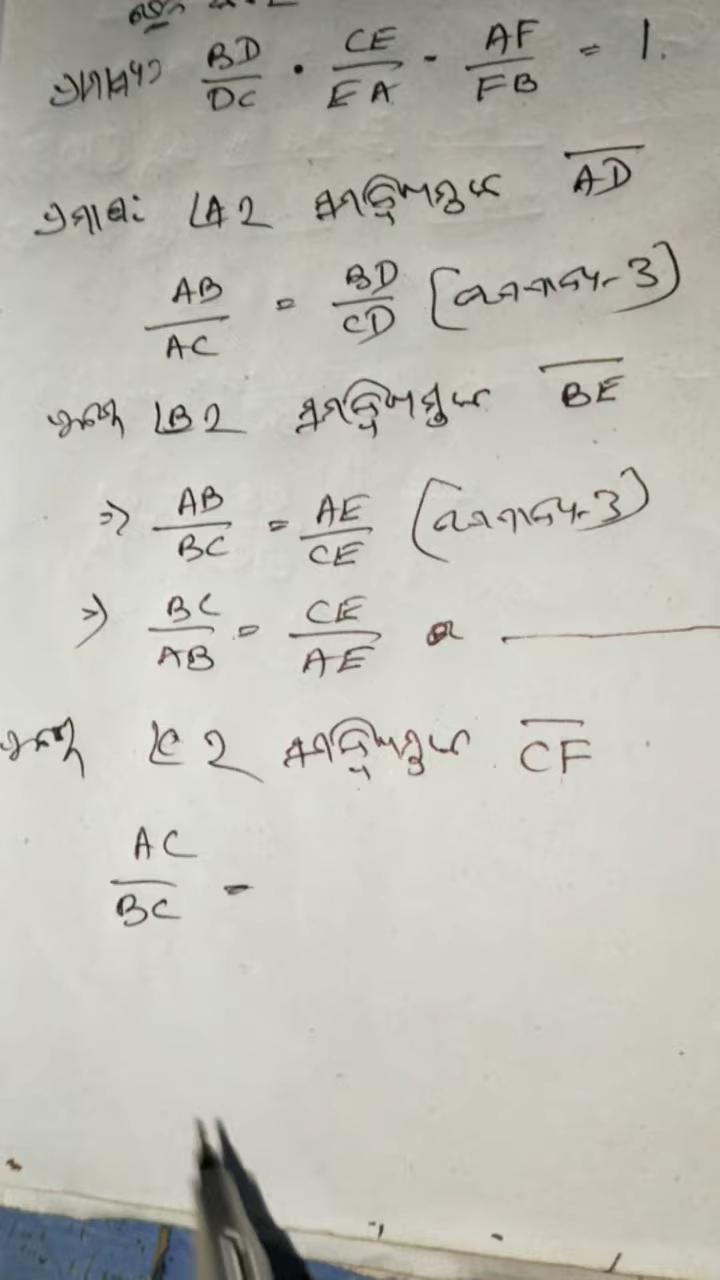 ପ୍ରମାଣ୍ୟ BD/DC · CE/EA · AF/FB = 1.
ପ୍ରମାଣ: ∠A ର ସମଦ୍ବିଖଣ୍ଡକ AD
AB/AC = BD/CD (ଉପପାଦ୍ୟ-3)
∠B ର ସମଦ୍ବିଖଣ୍ଡକ BE
⇒ AB/BC = AE/CE (ଉପପାଦ୍ୟ-3)
⇒ BC/AB = CE/AE
∠C ର ସମଦ୍ବିଖଣ୍ଡକ CF
AC/BC =